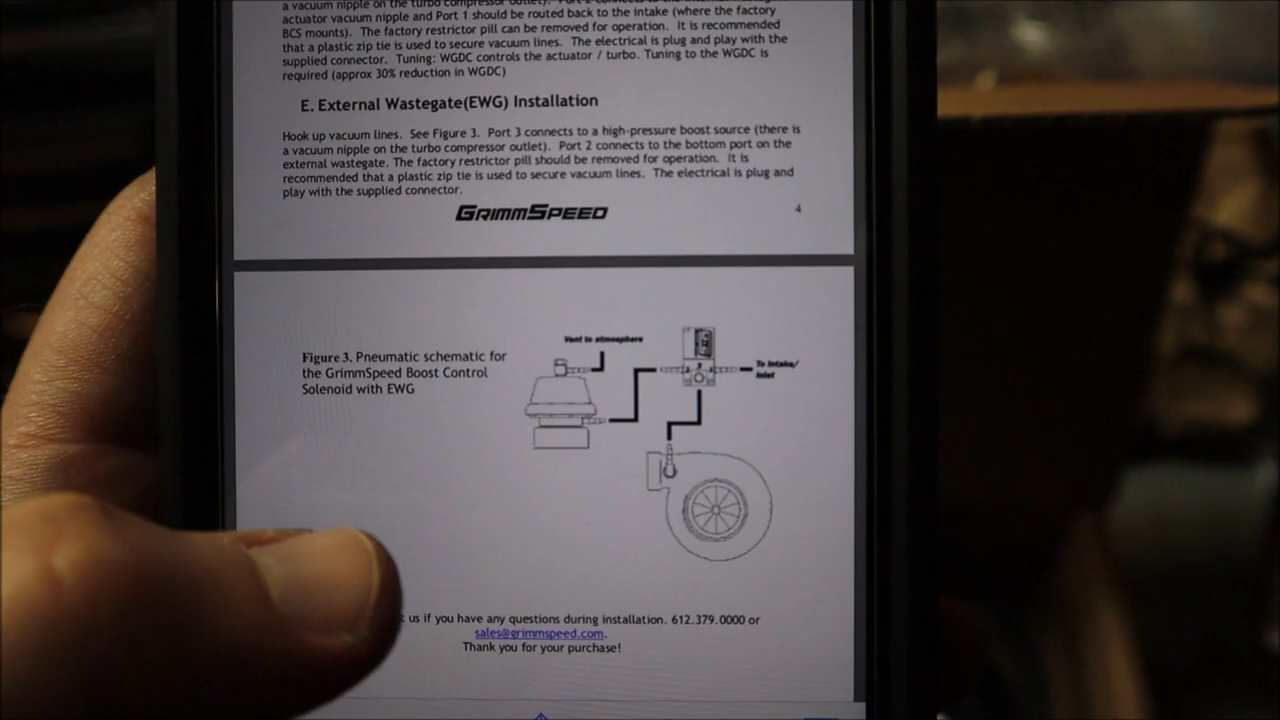 a vacuum nipple on the turbo compressor outlet). Port 2 connects to the
actuator vacuum nipple and Port 1 should be routed back to the intake (where the factory
BCS mounts). The factory restrictor pill can be removed for operation. It is recommended
that a plastic zip tie is used to secure vacuum lines. The electrical is plug and play with the
supplied connector. Tuning: WGDC controls the actuator / turbo. Tuning to the WGDC is
required (approx 30% reduction in WGDC)
E. External Wastegate(EWG) Installation
Hook up vacuum lines. See Figure 3. Port 3 connects to a high-pressure boost source (there is
a vacuum nipple on the turbo compressor outlet). Port 2 connects to the bottom port on the
external wastegate. The factory restrictor pill should be removed for operation. It is
recommended that a plastic zip tie is used to secure vacuum lines. The electrical is plug and
play with the supplied connector.
GRIMMSPEED
4
Vent to atmosphere
Figure 3. Pneumatic schematic for
the GrimmSpeed Boost Control
Solenoid with EWG
To Intake/
Inlet
us if you have any questions during installation. 612.379.0000 or
sales@grimmspeed.com.
Thank you for your purchase!